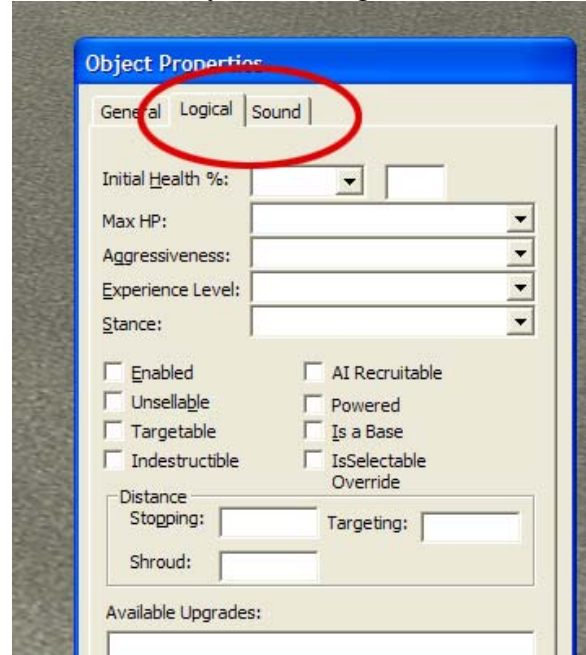 Object Properties
General Logical Sound
Initial Health %:
Max HP:
Aggressiveness:
Experience Level:
Stance:
Enabled AI Recruitable
Unsellable Powered
Targetable Is a Base
Indestructible IsSelectable
Override
Distance
Stopping: Targeting:
Shroud:
Available Upgrades: